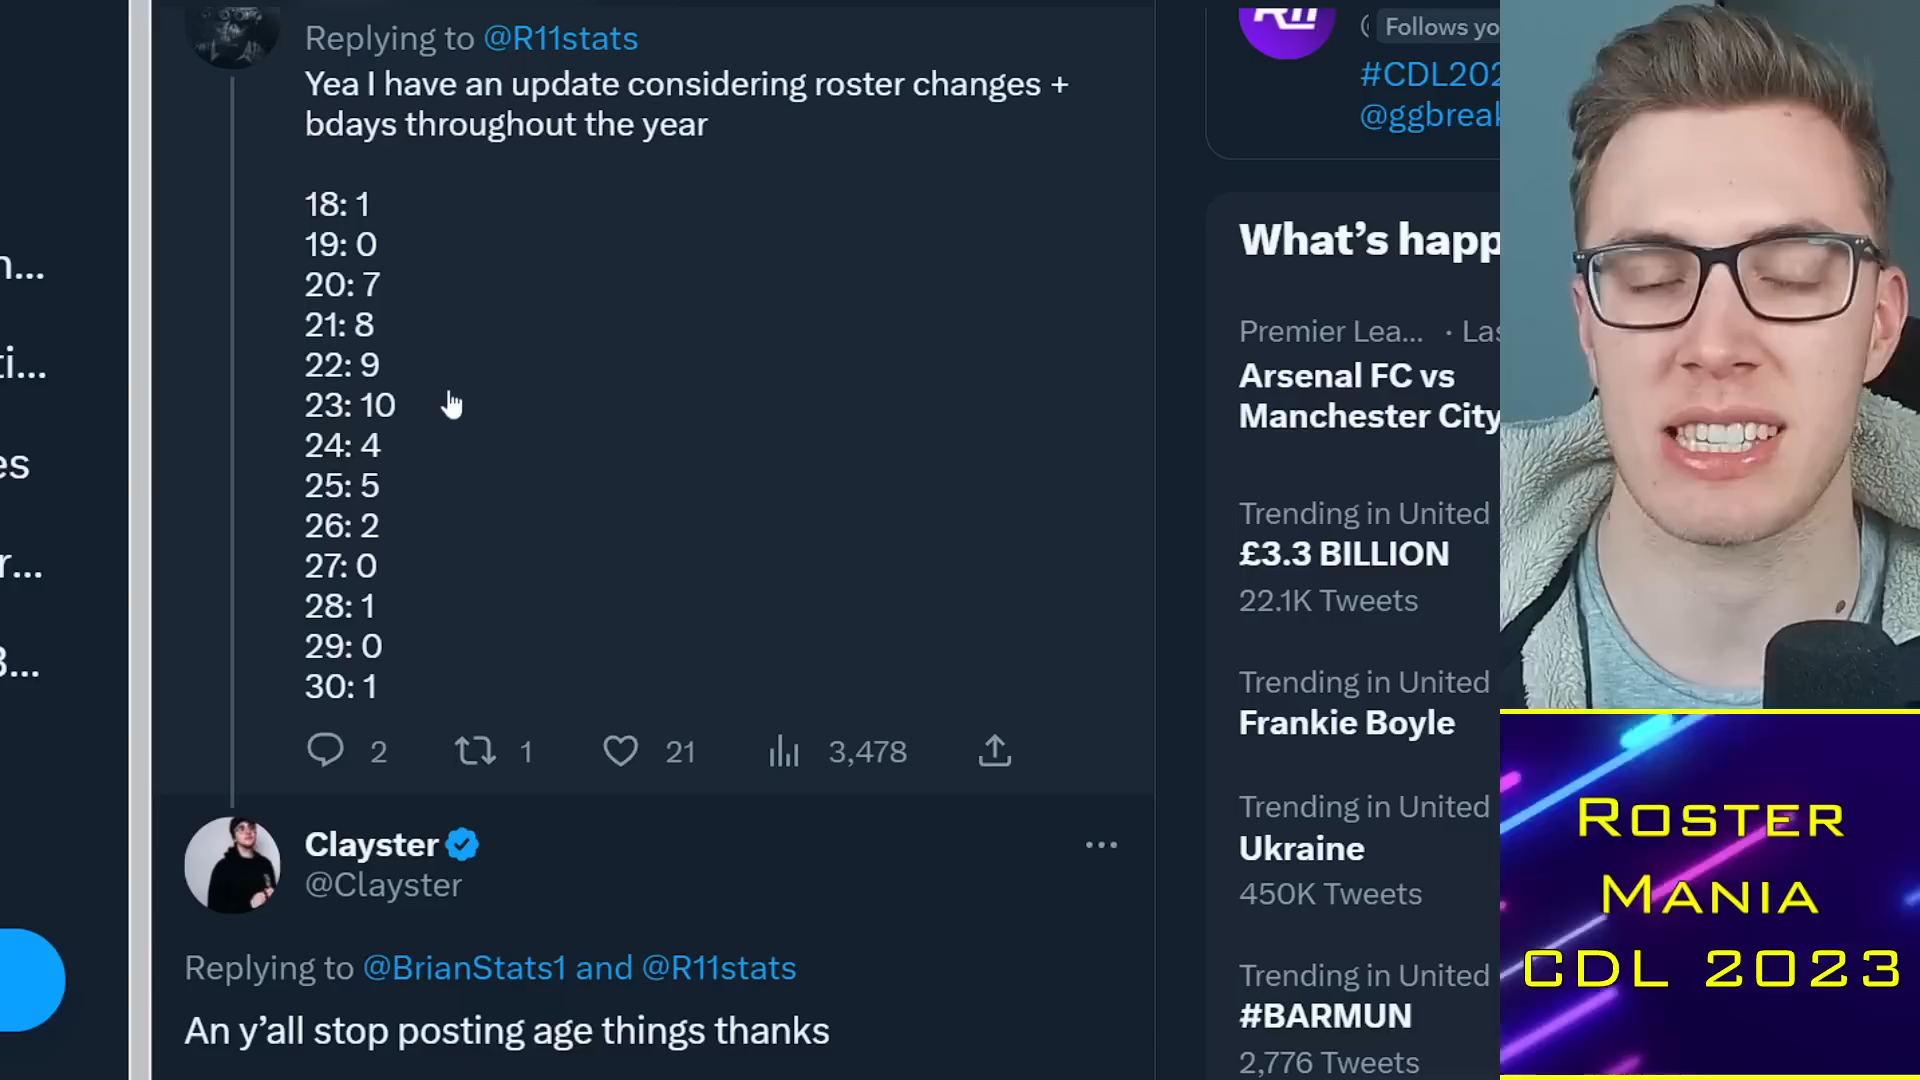 Replying to @R11stats
Yea I have an update considering roster changes +
bdays throughout the year
18: 1
19: 0
20: 7
21: 8
22: 9
23: 10
24: 4
25: 5
26: 2
27: 0
28: 1
29: 0
30: 1
2 1 21 3,478
Clayster
@Clayster
Replying to @BrianStats1 and @R11stats
An y’all stop posting age things thanks
es
Follows yo
#CDL202
@ggbreak
What’s happ
Premier Lea... · Las
Arsenal FC vs
Manchester City
Trending in United
£3.3 BILLION
22.1K Tweets
Trending in United
Frankie Boyle
Trending in United
Ukraine
450K Tweets
Trending in United
#BARMUN
2,776 Tweets
ROSTER
MANIA
CDL 2023